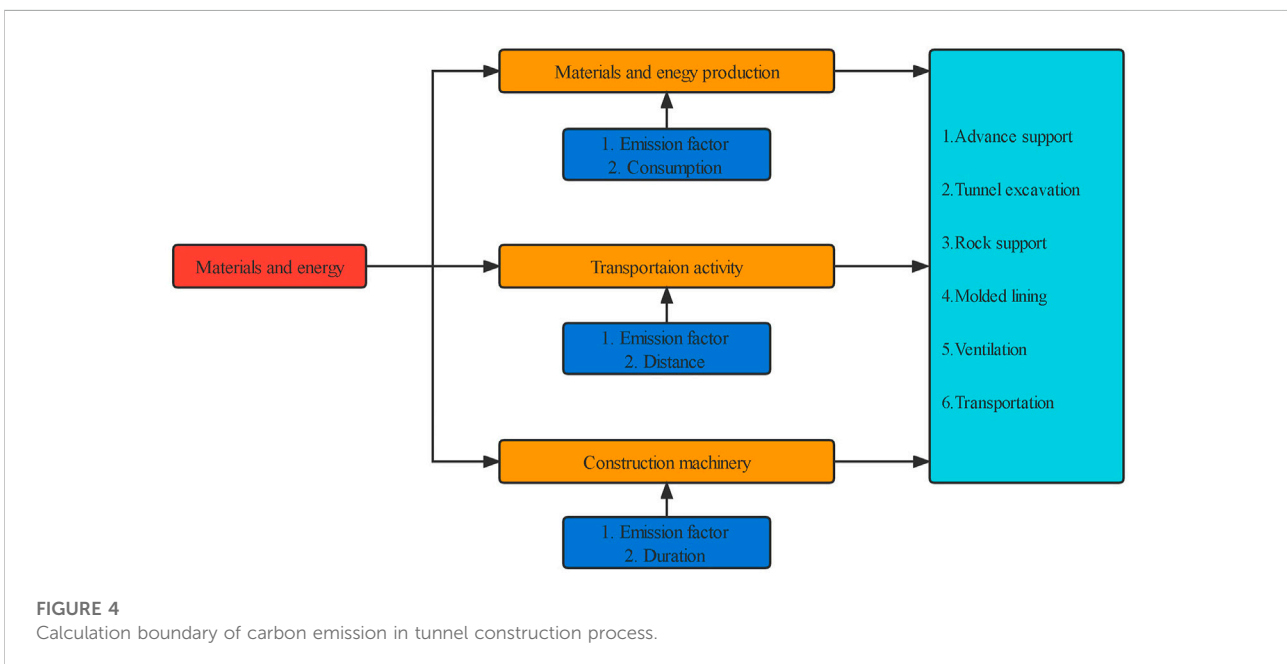 Materials and energy
Materials and enegy production
1. Emission factor
2. Consumption
Transportaion activity
1. Emission factor
2. Distance
Construction machinery
1. Emission factor
2. Duration
1.Advance support
2.Tunnel excavation
3.Rock support
4.Molded lining
5.Ventilation
6.Transportation
FIGURE 4
Calculation boundary of carbon emission in tunnel construction process.